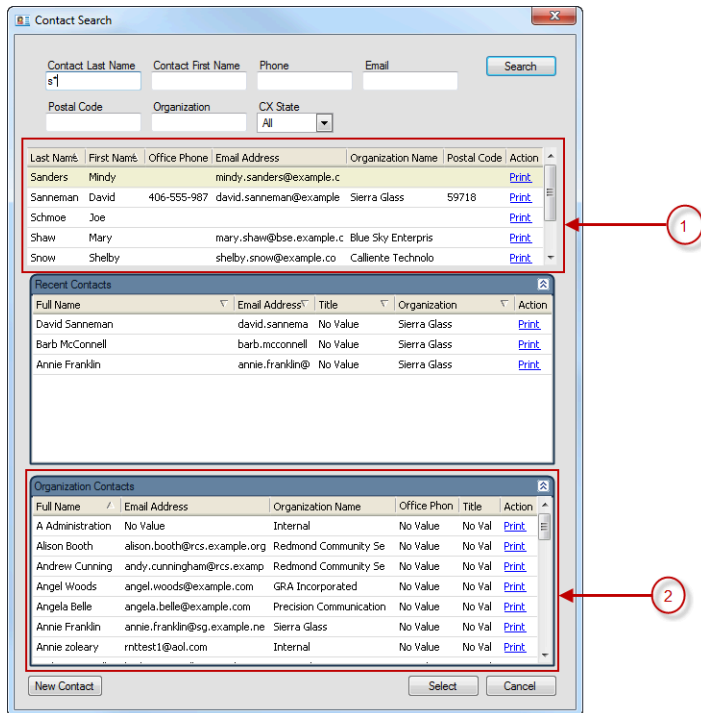 Contact Search
Contact Last Name Contact First Name Phone Email Search
s*
Postal Code Organization CX State
All
Last Name First Name Office Phone Email Address Organization Name Postal Code Action
Sanders Mindy mindy.sanders@example.c Print
Sanneman David 406-555-987 david.sanneman@example Sierra Glass 59718 Print
Schmoe Joe Print
Shaw Mary mary.shaw@bse.example.c Blue Sky Enterpris Print
Snow Shelby shelby.snow@example.co Calliente Technolo Print
1
Recent Contacts
Full Name Email Address Title Organization Action
David Sanneman david.sannema No Value Sierra Glass Print
Barb McConnell barb.mcconnell No Value Sierra Glass Print
Annie Franklin annie.franklin@ No Value Sierra Glass Print
Organization Contacts
Full Name Email Address Organization Name Office Phon Title Action
A Administration No Value Internal No Value No Val Print
Alison Booth alison.booth@rcs.example.org Redmond Community Se No Value No Val Print
Andrew Cunning andy.cunningham@rcs.examp Redmond Community Se No Value No Val Print
Angel Woods angel.woods@example.com GRA Incorporated No Value No Val Print
Angela Belle angela.belle@example.com Precision Communication No Value No Val Print
2
Annie Franklin annie.franklin@sg.example.ne Sierra Glass No Value No Val Print
Annie zoleary rnttest1@aol.com Internal No Value No Val Print
New Contact Select Cancel